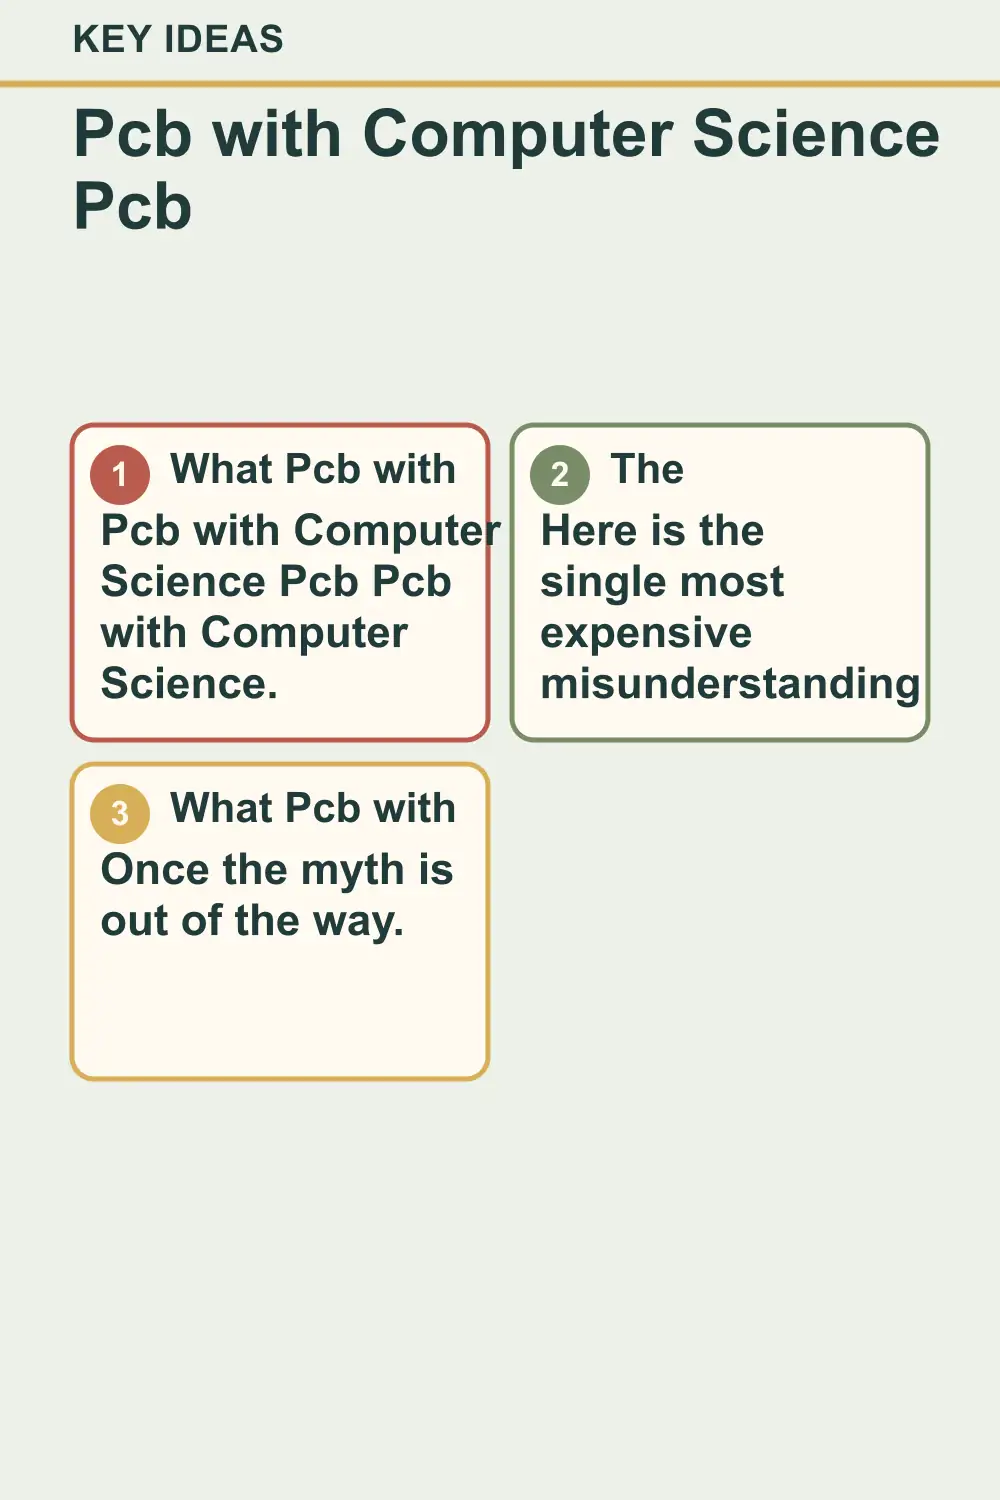 KEY IDEAS
Pcb with Computer Science
Pcb
1 What Pcb with
Pcb with Computer
Science Pcb Pcb
with Computer
Science.
2 The
Here is the
single most
expensive
misunderstanding
3 What Pcb with
Once the myth is
out of the way.